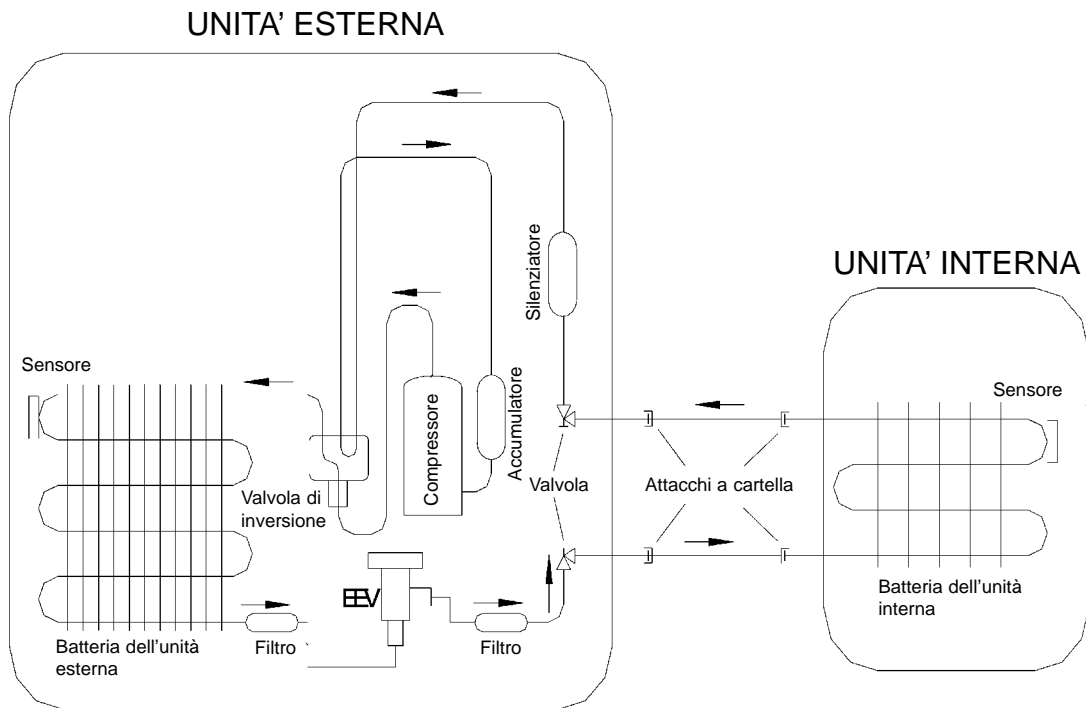 UNITA' ESTERNA
UNITA' INTERNA
Silenziatore
Sensore
Sensore
Compressore
Accumulatore
Valvola di
inversione
Valvola
Attacchi a cartella
EEV
Batteria dell'unità
interna
Batteria dell'unità
esterna
Filtro
Filtro